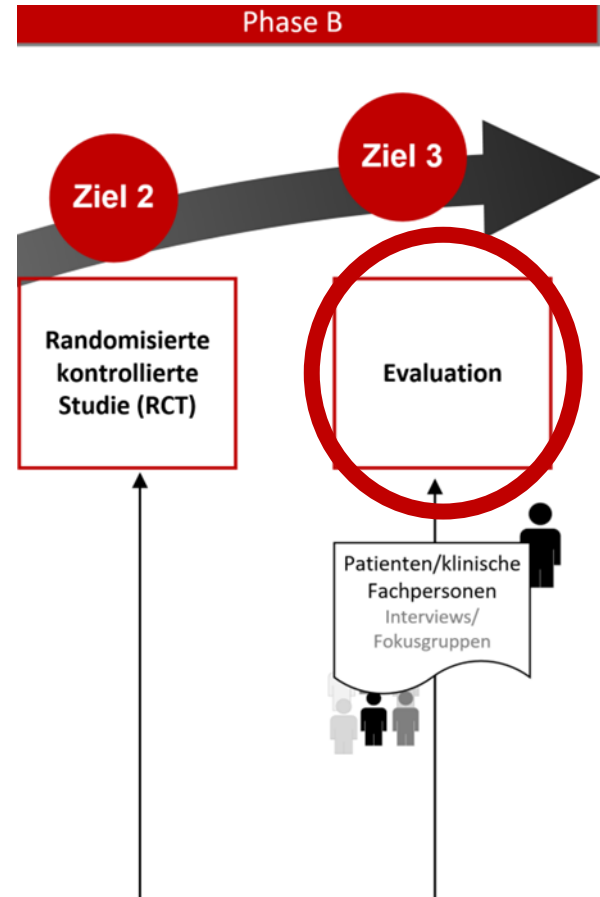 Phase B
Ziel 2
Ziel 3
Randomisierte
kontrollierte
Studie (RCT)
Evaluation
Patienten/klinische
Fachpersonen
Interviews/
Fokusgruppen